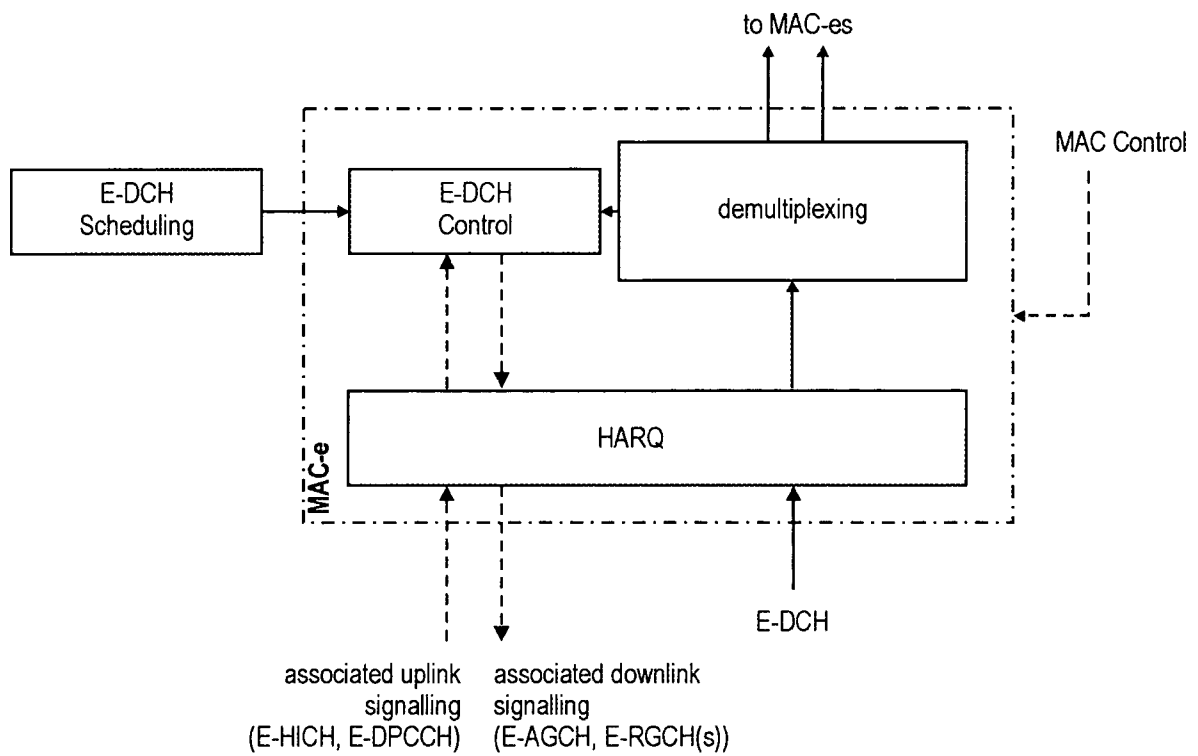 to MAC-es
MAC Control
E-DCH
Scheduling
E-DCH
Control
demultiplexing
HARQ
MAC-e
E-DCH
associated uplink
signalling
(E-HICH, E-DPCCH)
associated downlink
signalling
(E-AGCH, E-RGCH(s))